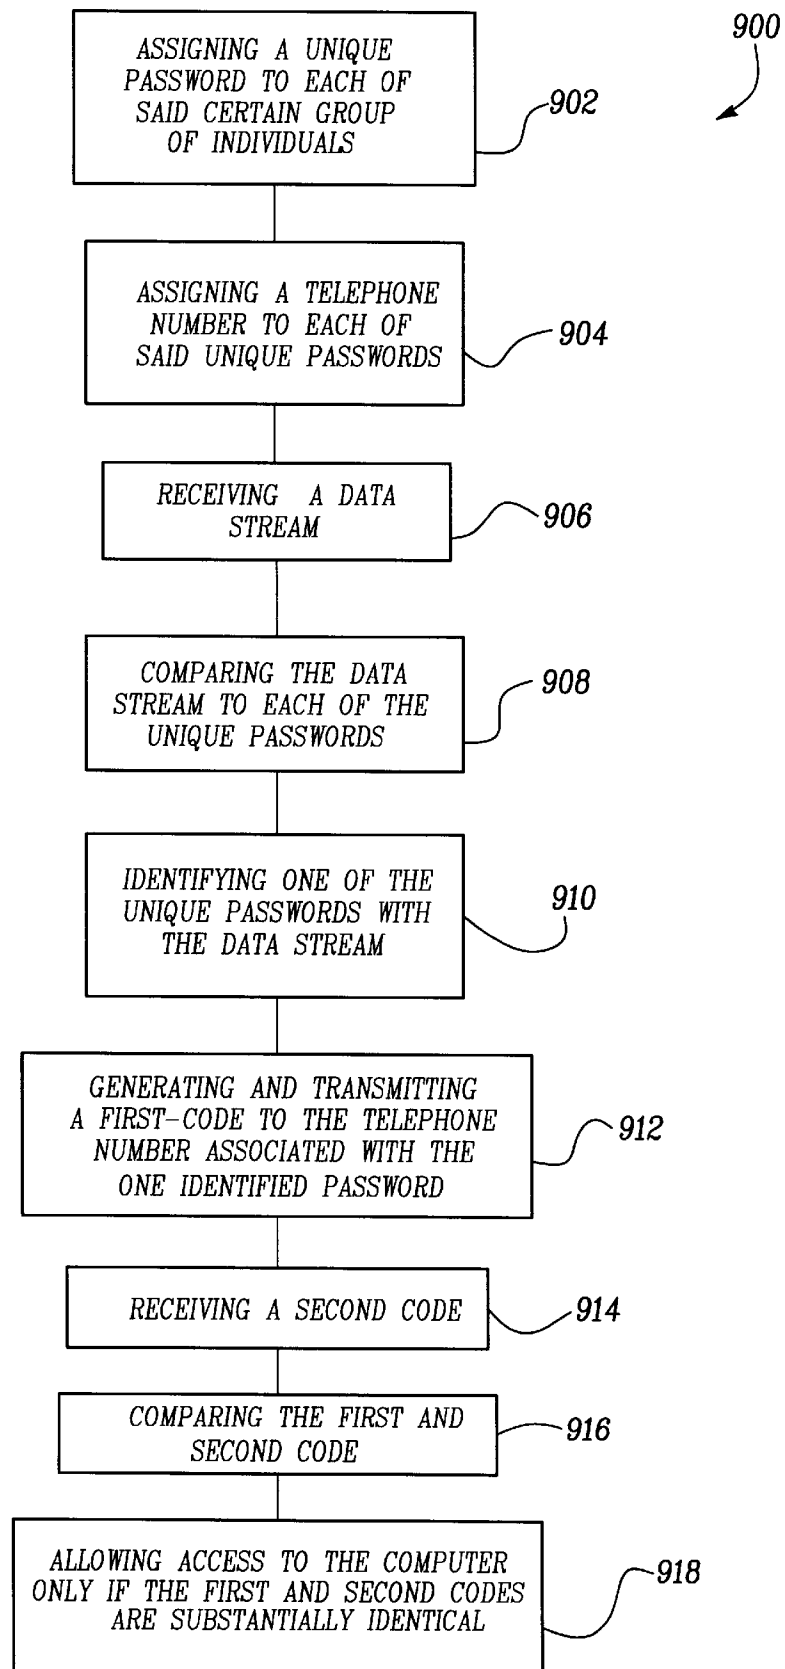 900
ASSIGNING A UNIQUE
PASSWORD TO EACH OF
SAID CERTAIN GROUP
OF INDIVIDUALS
902
ASSIGNING A TELEPHONE
NUMBER TO EACH OF
SAID UNIQUE PASSWORDS
904
RECEIVING A DATA
STREAM
906
COMPARING THE DATA
STREAM TO EACH OF THE
UNIQUE PASSWORDS
908
IDENTIFYING ONE OF THE
UNIQUE PASSWORDS WITH
THE DATA STREAM
910
GENERATING AND TRANSMITTING
A FIRST-CODE TO THE TELEPHONE
NUMBER ASSOCIATED WITH THE
ONE IDENTIFIED PASSWORD
912
RECEIVING A SECOND CODE
914
COMPARING THE FIRST AND
SECOND CODE
916
ALLOWING ACCESS TO THE COMPUTER
ONLY IF THE FIRST AND SECOND CODES
ARE SUBSTANTIALLY IDENTICAL
918